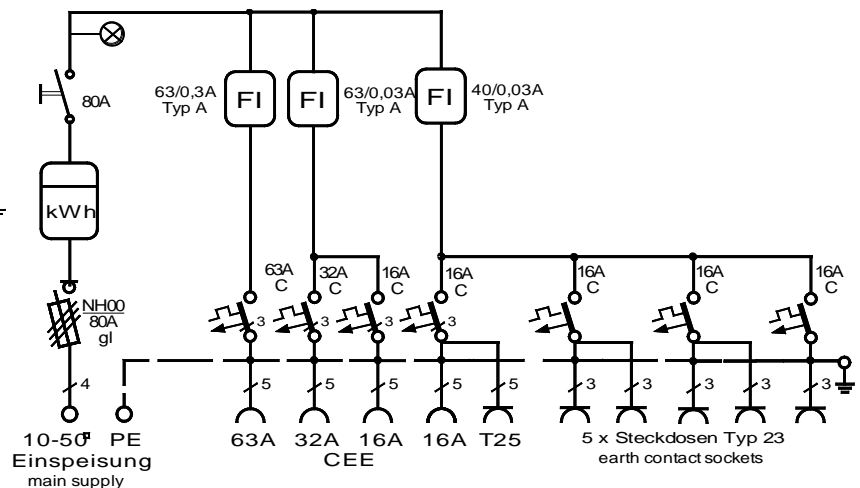 80A
63/0,3A
Typ A
FI
FI
63/0,03A
Typ A
FI
40/0,03A
Typ A
kWh
NH00
80A
gl
63A
C
32A
C
16A
C
16A
C
16A
C
16A
C
16A
C
3
3
3
3
4
5
5
5
5
5
3
3
3
3
3
10-50 PE
Einspeisung
main supply
63A 32A 16A 16A T25
CEE
5 x Steckdosen Typ 23
earth contact sockets